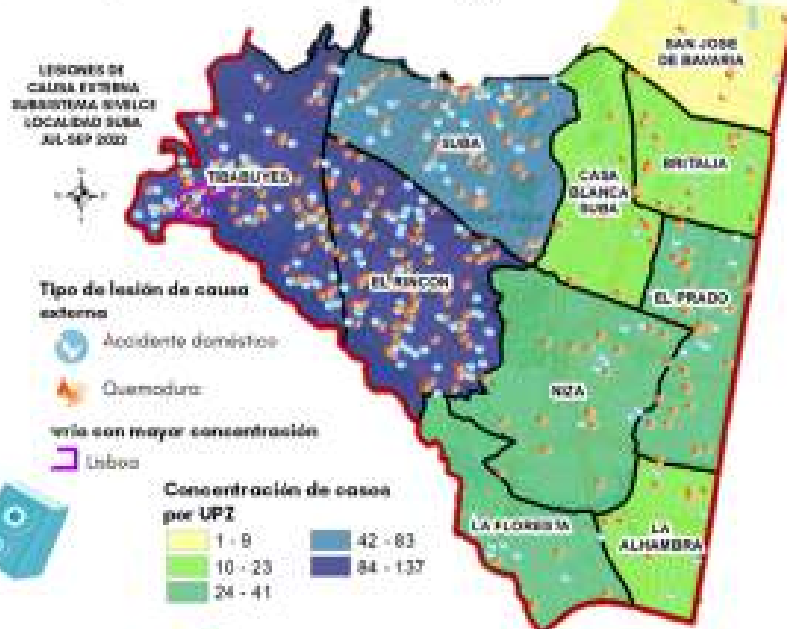 LESIONES DE
CAUSA EXTERNA
SUBSISTEMA SIVELCE
LOCALIDAD SUBA
JUL-SEP 2022
SAN JOSE
DE BAVARIA
SUBA
TIBABUYES
BRITALIA
CASA
BLANCA
SUBA
EL RINCON
EL PRADO
NIZA
LA FLORESTA
LA
ALHAMBRA
Tipo de lesión de causa
externa
Accidente doméstico
Quemadura
con mayor concentración
Lisboa
Concentración de casos
por UPZ
1 - 9
10 - 23
24 - 41
42 - 83
84 - 137